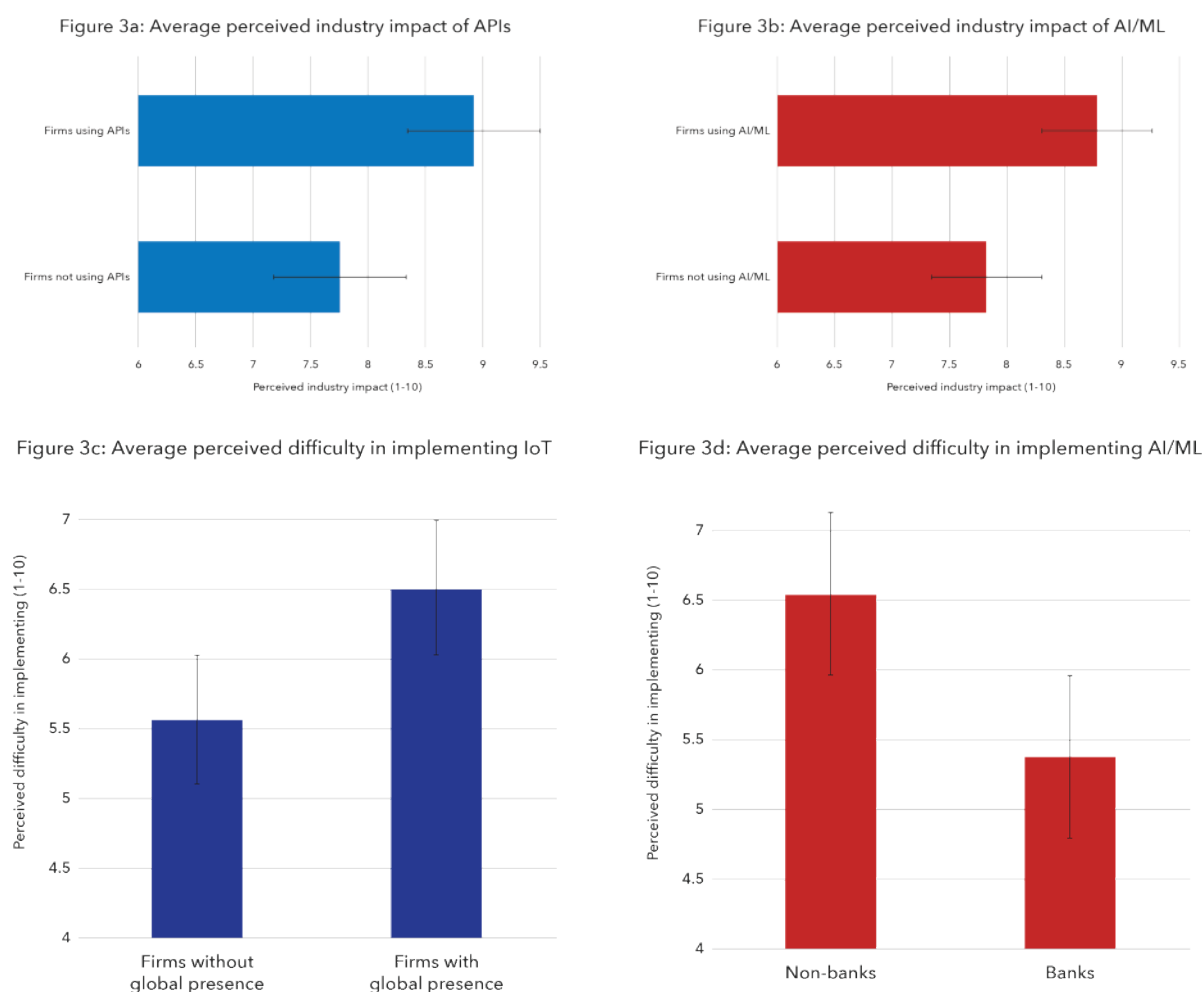 Figure 3a: Average perceived industry impact of APIs
Firms using APIs
Firms not using APIs
6 6.5 7 7.5 8 8.5 9 9.5
Perceived industry impact (1-10)
Figure 3b: Average perceived industry impact of AI/ML
Firms using AI/ML
Firms not using AI/ML
6 6.5 7 7.5 8 8.5 9 9.5
Perceived industry impact (1-10)
Figure 3c: Average perceived difficulty in implementing IoT
Perceived difficulty in implementing (1-10)
7
6.5
6
5.5
5
4.5
4
Firms without
global presence
Firms with
global presence
Figure 3d: Average perceived difficulty in implementing AI/ML
Perceived difficulty in implementing (1-10)
7
6.5
6
5.5
5
4.5
4
Non-banks
Banks